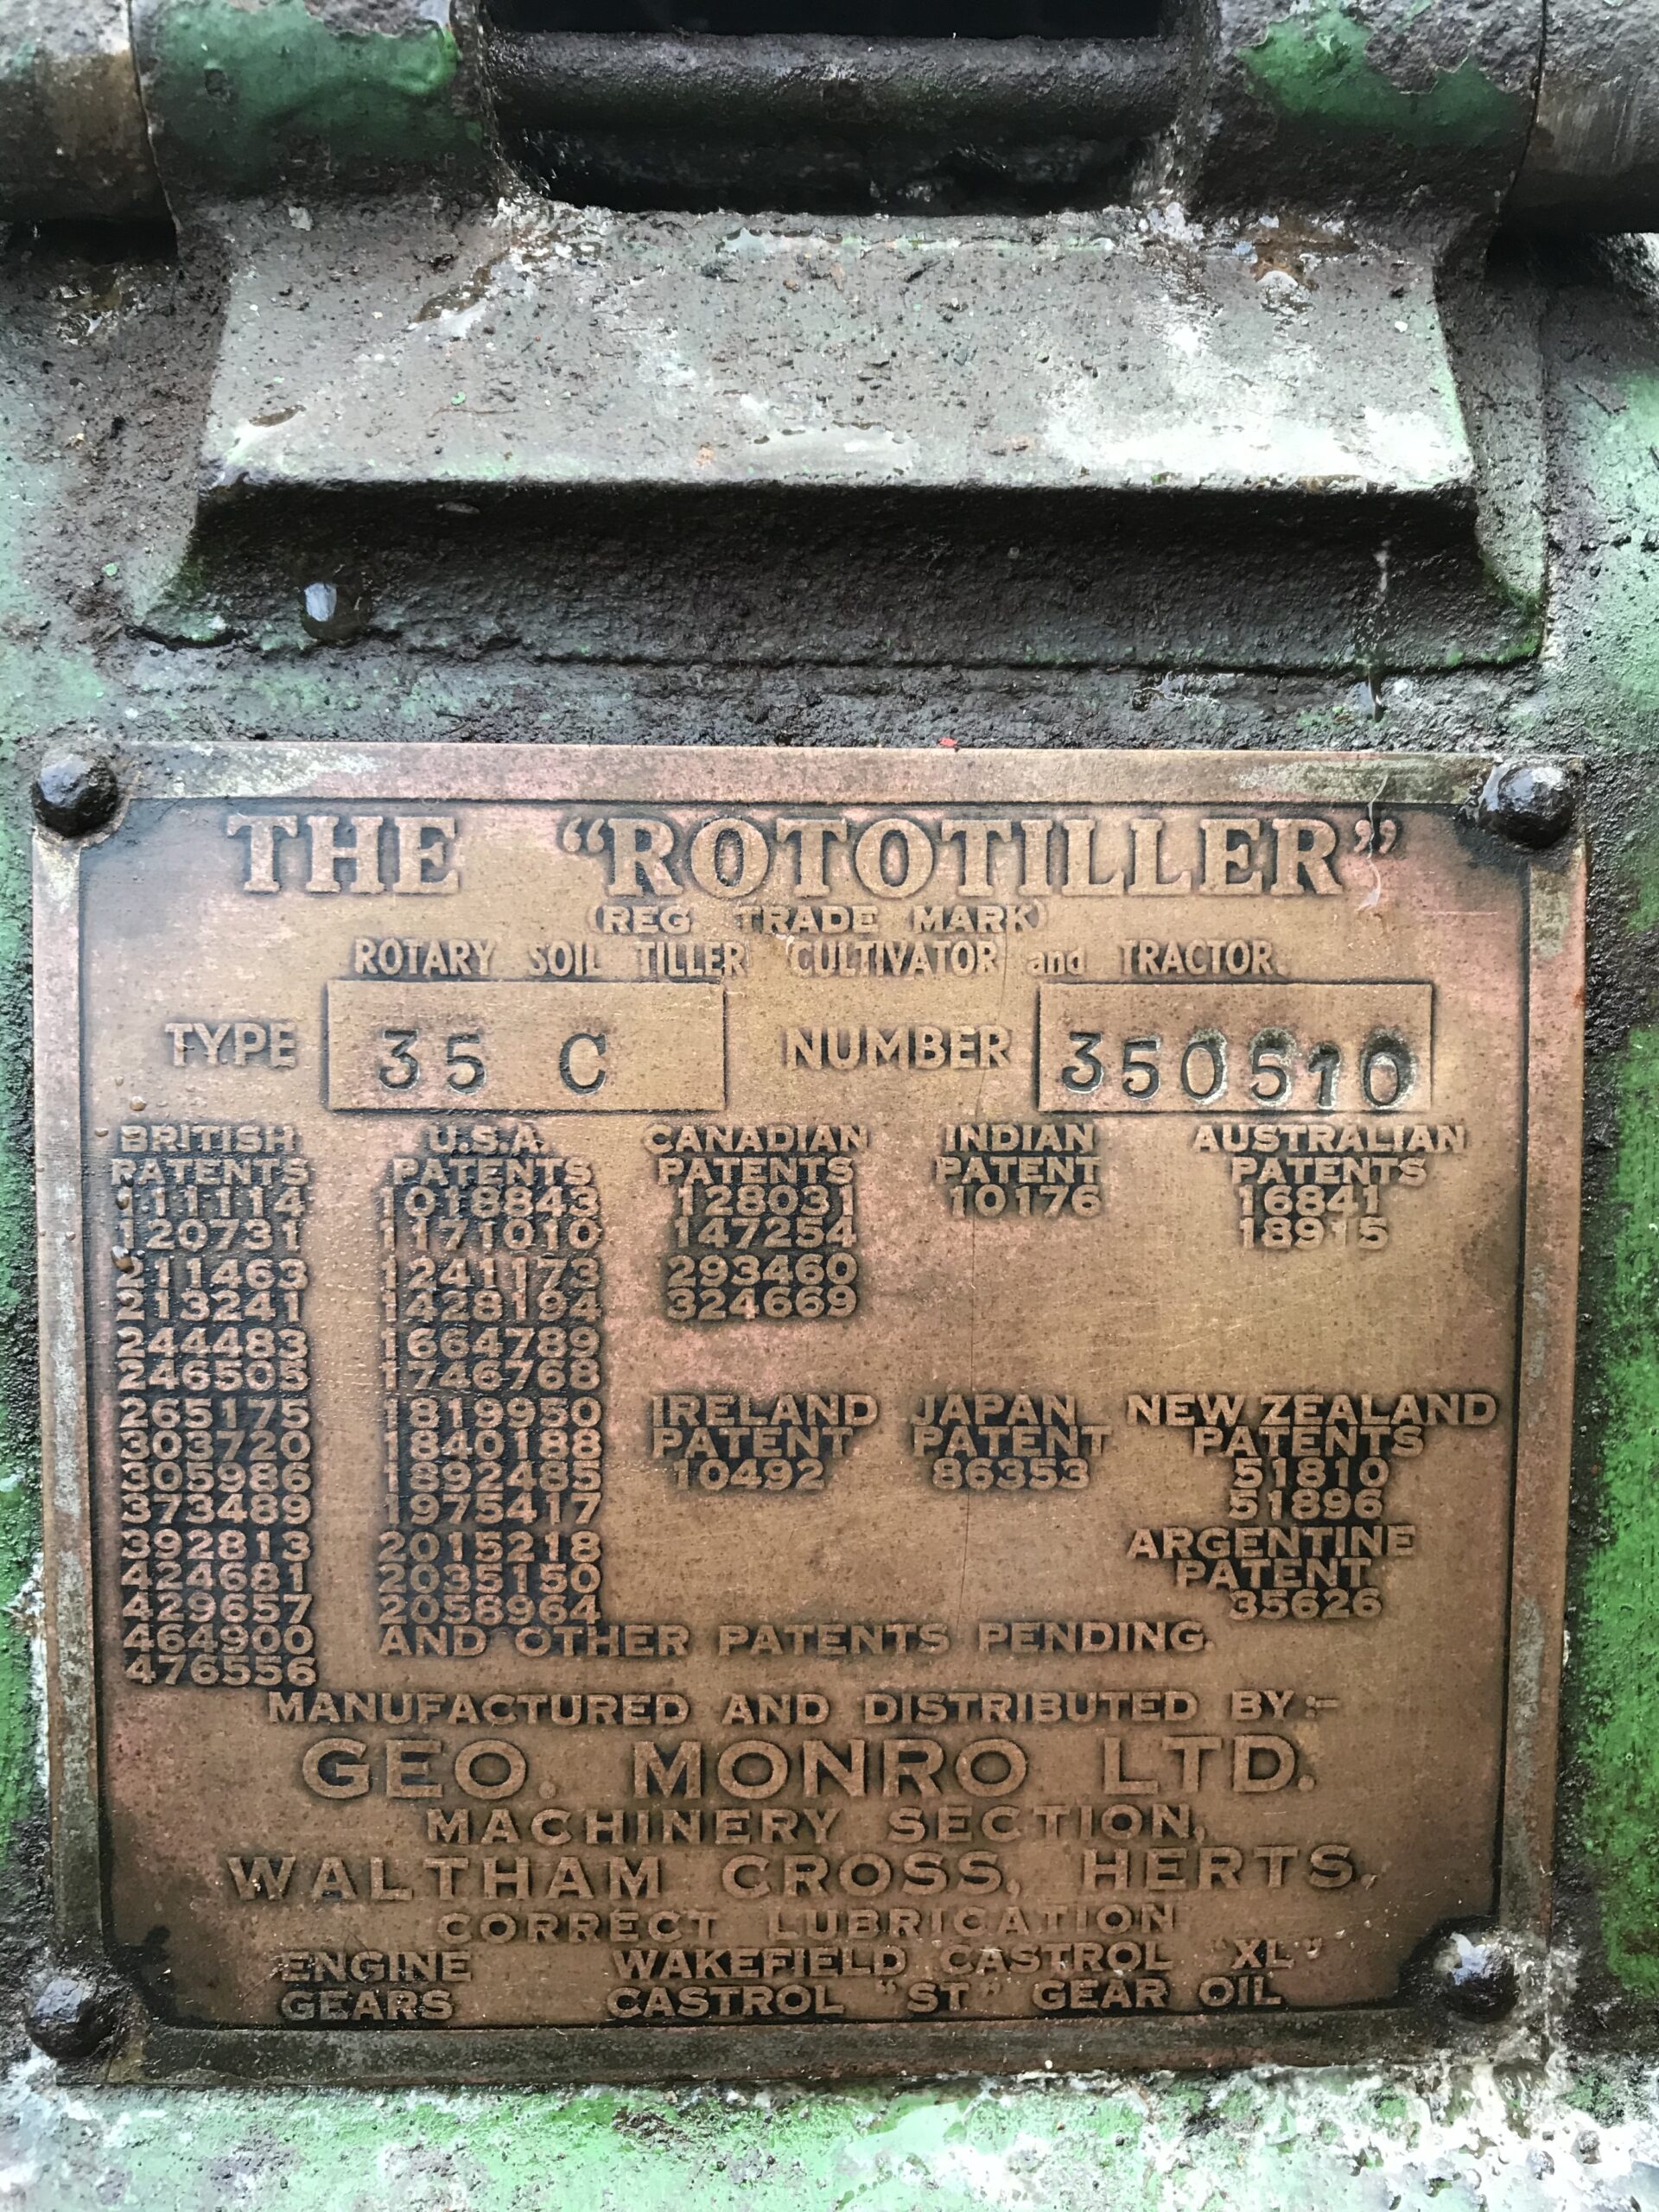 THE "ROTOTILLER"
(REG TRADE MARK)
ROTARY SOIL TILLER CULTIVATOR and TRACTOR.
TYPE 35 C NUMBER 350510
BRITISH PATENTS
111114
120731
211463
213241
244483
246505
265175
303720
305986
373489
392813
424681
429657
464900
476556
U.S.A. PATENTS
1018843
1171010
1241173
1428194
1664789
1746768
1819950
1840188
1892485
1975417
2015218
2035150
2058964
CANADIAN PATENTS
128031
147254
293460
324669
INDIAN PATENT
10176
AUSTRALIAN PATENTS
16841
18915
IRELAND PATENT
10492
JAPAN PATENT
86353
NEW ZEALAND PATENTS
51810
51896
ARGENTINE PATENT
35626
AND OTHER PATENTS PENDING.
MANUFACTURED AND DISTRIBUTED BY:-
GEO. MONRO LTD.
MACHINERY SECTION,
WALTHAM CROSS, HERTS.
CORRECT LUBRICATION
ENGINE WAKEFIELD CASTROL "XL"
GEARS CASTROL "ST" GEAR OIL